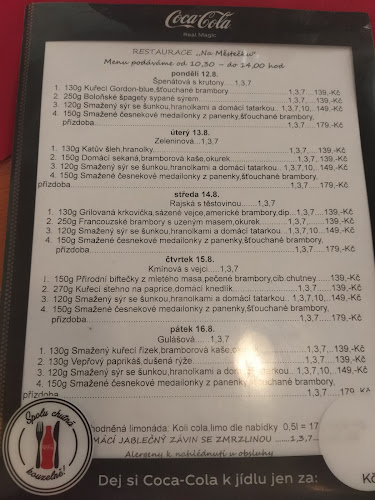 Coca-Cola
Real Magic
RESTAURACE ,,Na Městečku"
Menu podáváme od 10,30 - do 14,00 hod
pondělí 12.8.
Špenátová s krutony....1,3,7
1. 130g Kuřecí Gordon-blue,šťouchané brambory 1,3,7....139,-Kč
2. 250g Boloňské špagety sypané sýrem 1,3,7....139,-Kč
3. 120g Smažený sýr se šunkou,hranolkami a domácí tatarkou..1,3,7,10,..149,-Kč
4. 150g Smažené česnekové medailonky z panenky,šťouchané brambory,
přízdoba 1,3,7....179,-Kč
úterý 13.8.
Zeleninová...1,3,7
1. 130g Katův šleh,hranolky 1,3,7....139,-Kč
2. 150g Domácí sekaná,bramborová kaše,okurek 1,3,7....139,-Kč
3. 120g Smažený sýr se šunkou,hranolkami a domácí tatarkou..1,3,7,10,..149,-Kč
4. 150g Smažené česnekové medailonky z panenky,šťouchané brambory,
přízdoba 1,3,7....179,-Kč
středa 14.8.
Rajská s těstovinou....1,3,7
1. 130g Grilovaná krkovička,sázené vejce,americké brambory,dip..1,3,7....139,-Kč
2. 250g Francouzské brambory s uzeným masem,okurek 1,3,7....139,-Kč
3. 120g Smažený sýr se šunkou,hranolkami a domácí tatarkou..1,3,7,10,..149,-Kč
4. 150g Smažené česnekové medailonky z panenky,šťouchané brambory,
přízdoba 1,3,7....179,-Kč
čtvrtek 15.8.
Kmínová s vejci....1,3,7
1. 150g Přírodní biftečky z mletého masa,pečené brambory,cib.chutney....139,-Kč
2. 270g Kuřecí stehno na paprice,domácí knedlík 1,3,7....139,-Kč
3. 120g Smažený sýr se šunkou,hranolkami a domácí tatarkou..1,3,7,10,..149,-Kč
4. 150g Smažené česnekové medailonky z panenky,šťouchané brambory,
přízdoba 1,3,7....179,-Kč
pátek 16.8.
Gulášová....1,3,7
1. 130g Smažený kuřecí řízek,bramborová kaše 1,3,7....139,-Kč
2. 130g Vepřový paprikáš,dušená rýže 1,3,7....139,-Kč
3. 120g Smažený sýr se šunkou,hranolkami a domácí tatarkou..1,3,7,10,..149,-Kč
4. 150g Smažené česnekové medailonky z panenky,šťouchané brambory,
přízdoba 1,3,7....179,-Kč
Spolu chutná
kouzelně!
hodněná limonáda: Koli cola,limo dle nabídky 0.5l = 17
MÁCÍ JABLEČNÝ ZÁVIN SE ZMRZLINOU ......1,3,7
Alergeny k nahlédnutí u obsluhy
Dej si Coca-Cola k jídlu jen za: Kč